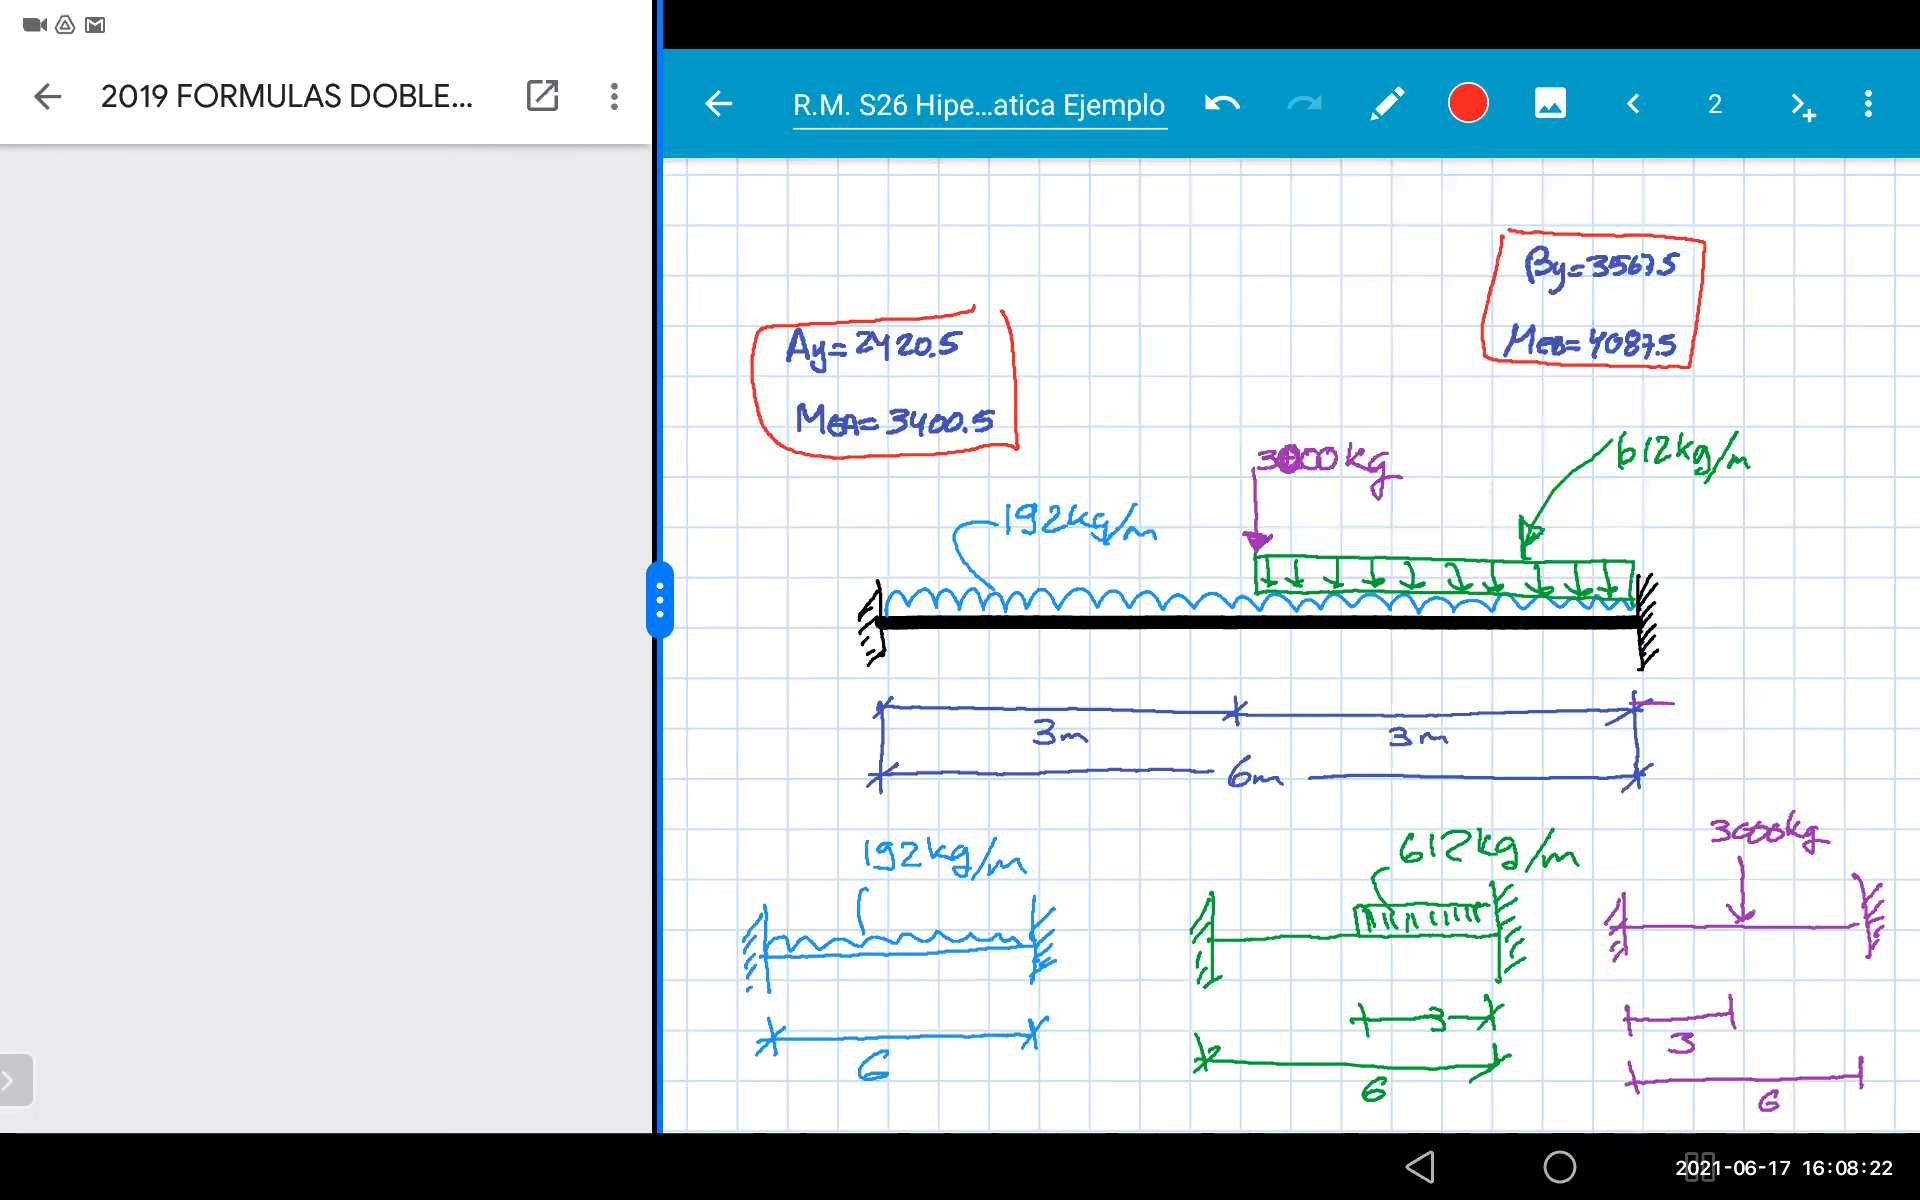 2019 FORMULAS DOBLE...
R.M. S26 Hipe...atica Ejemplo
2
By=3567.5
MEB=4087.5
Ay=2420.5
MEA=3400.5
3000kg
612kg/m
192kg/m
3m
3m
6m
192kg/m
612kg/m
3000kg
6
3
6
3
6
2021-06-17 16:08:22